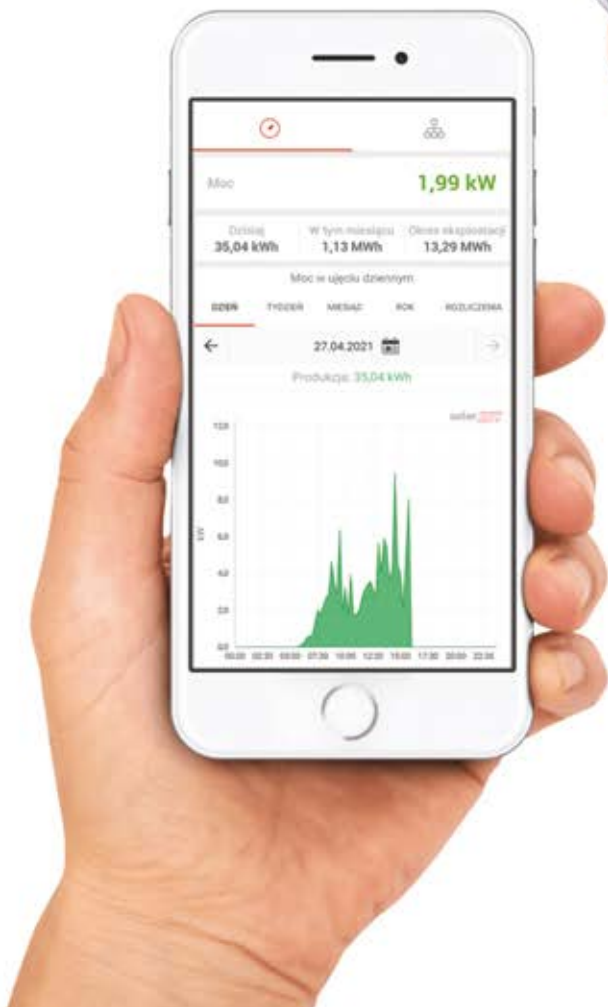 Moc 1,99 kW
Dzisiaj W tym miesiącu Okres eksploatacji
35,04 kWh 1,13 MWh 13,29 MWh
Moc w ujęciu dziennym
DZIEŃ TYDZIEŃ MIESIĄC ROK ROZLICZENIA
27.04.2021
Produkcja: 35,04 kWh
solar
12,0
10,0
8,0
kW
6,0
4,0
2,0
0,0
00:00 02:30 05:00 07:30 10:00 12:30 15:00 17:30 20:00 22:30